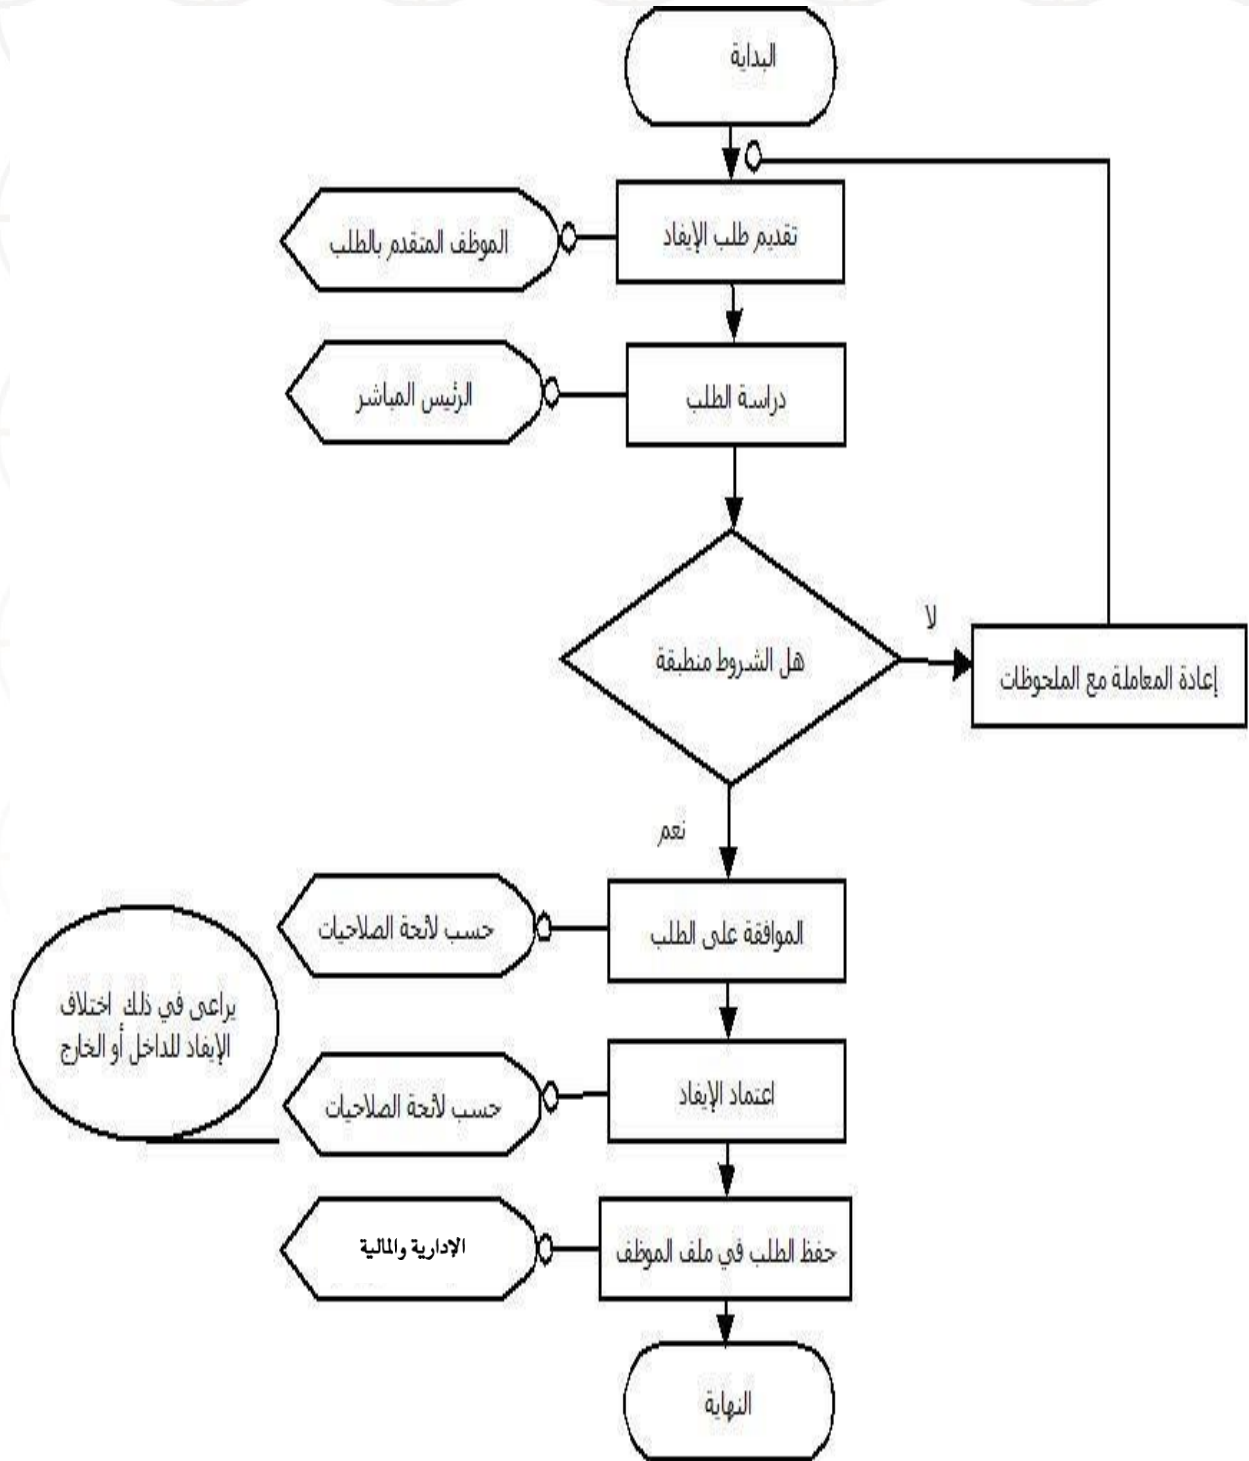 البداية
تقديم طلب الإيفاد
الموظف المتقدم بالطلب
دراسة الطلب
الرئيس المباشر
هل الشروط منطبقة
لا
إعادة المعاملة مع الملحوظات
نعم
الموافقة على الطلب
حسب لائحة الصلاحيات
يراعى في ذلك اختلاف
الإيفاد للداخل أو الخارج
اعتماد الإيفاد
حسب لائحة الصلاحيات
حفظ الطلب في ملف الموظف
الإدارية والمالية
النهاية